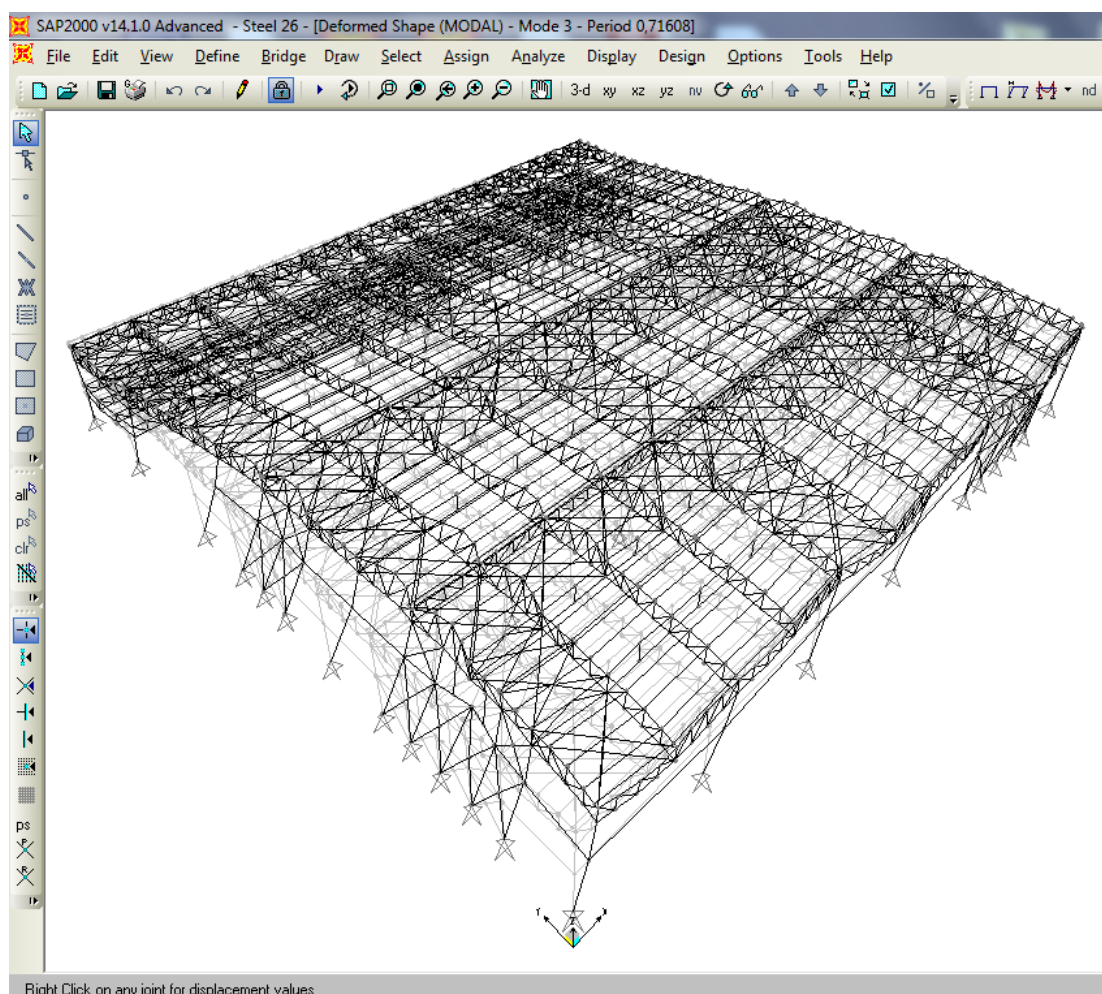 SAP2000 v14.1.0 Advanced - Steel 26 - [Deformed Shape (MODAL) - Mode 3 - Period 0,71608]
File Edit View Define Bridge Draw Select Assign Analyze Display Design Options Tools Help
3-d xy xz yz nv nd
all
ps
clr
ps
Y Z X
Right Click on any joint for displacement values